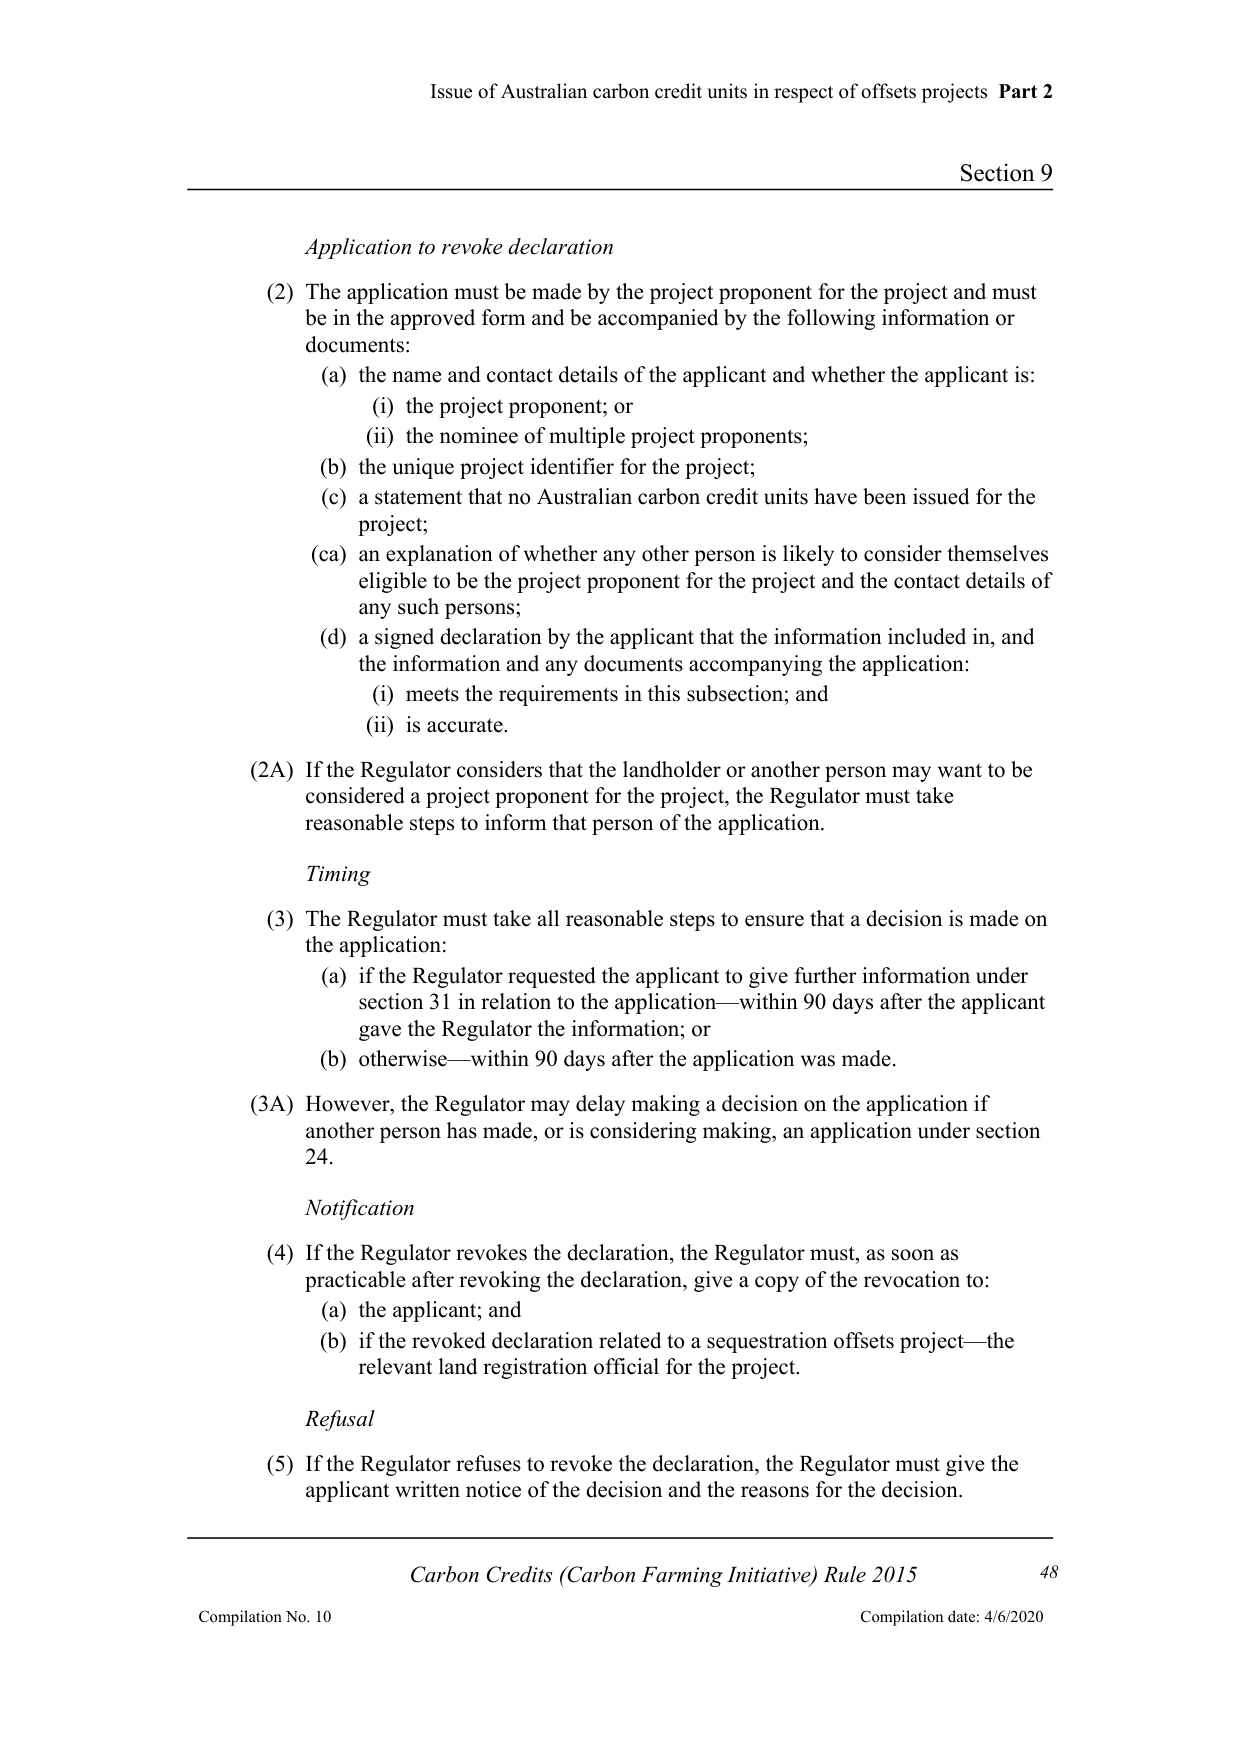 Issue of Australian carbon credit units in respect of offsets projects Part 2
Section 9
Application to revoke declaration
(2) The application must be made by the project proponent for the project and must
be in the approved form and be accompanied by the following information or
documents:
(a) the name and contact details of the applicant and whether the applicant is:
(i) the project proponent; or
(ii) the nominee of multiple project proponents;
(b) the unique project identifier for the project;
(c) a statement that no Australian carbon credit units have been issued for the
project;
(ca) an explanation of whether any other person is likely to consider themselves
eligible to be the project proponent for the project and the contact details of
any such persons;
(d) a signed declaration by the applicant that the information included in, and
the information and any documents accompanying the application:
(i) meets the requirements in this subsection; and
(ii) is accurate.
(2A) If the Regulator considers that the landholder or another person may want to be
considered a project proponent for the project, the Regulator must take
reasonable steps to inform that person of the application.
Timing
(3) The Regulator must take all reasonable steps to ensure that a decision is made on
the application:
(a) if the Regulator requested the applicant to give further information under
section 31 in relation to the application—within 90 days after the applicant
gave the Regulator the information; or
(b) otherwise—within 90 days after the application was made.
(3A) However, the Regulator may delay making a decision on the application if
another person has made, or is considering making, an application under section
24.
Notification
(4) If the Regulator revokes the declaration, the Regulator must, as soon as
practicable after revoking the declaration, give a copy of the revocation to:
(a) the applicant; and
(b) if the revoked declaration related to a sequestration offsets project—the
relevant land registration official for the project.
Refusal
(5) If the Regulator refuses to revoke the declaration, the Regulator must give the
applicant written notice of the decision and the reasons for the decision.
Carbon Credits (Carbon Farming Initiative) Rule 2015 48
Compilation No. 10 Compilation date: 4/6/2020